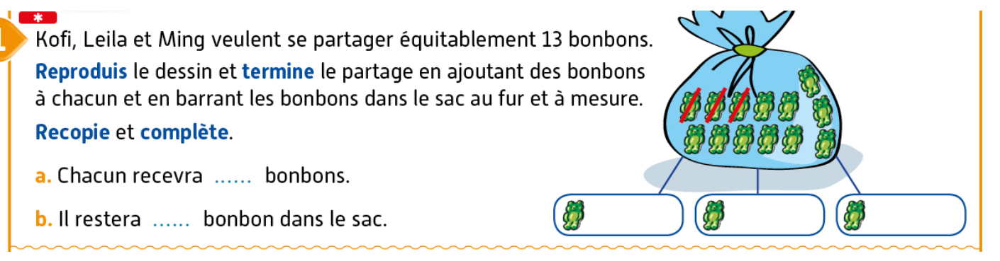 *
1
Kofi, Leila et Ming veulent se partager équitablement 13 bonbons.
Reproduis le dessin et termine le partage en ajoutant des bonbons
à chacun et en barrant les bonbons dans le sac au fur et à mesure.
Recopie et complète.
a. Chacun recevra ...... bonbons.
b. Il restera ...... bonbon dans le sac.